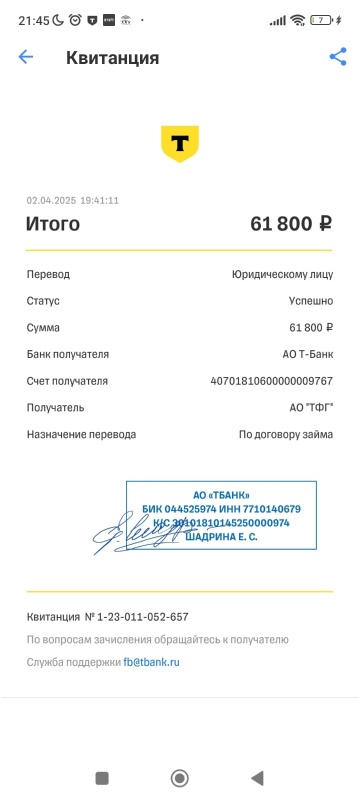 21:45 7
Квитанция
T
02.04.2025 19:41:11
Итого 61 800 ₽
Перевод Юридическому лицу
Статус Успешно
Сумма 61 800 ₽
Банк получателя АО Т-Банк
Счет получателя 40701810600000009767
Получатель АО "ТФГ"
Назначение перевода По договору займа
АО «ТБАНК»
БИК 044525974 ИНН 7710140679
К/С 30101810145250000974
ШАДРИНА Е. С.
Квитанция № 1-23-011-052-657
По вопросам зачисления обращайтесь к получателю
Служба поддержки fb@tbank.ru